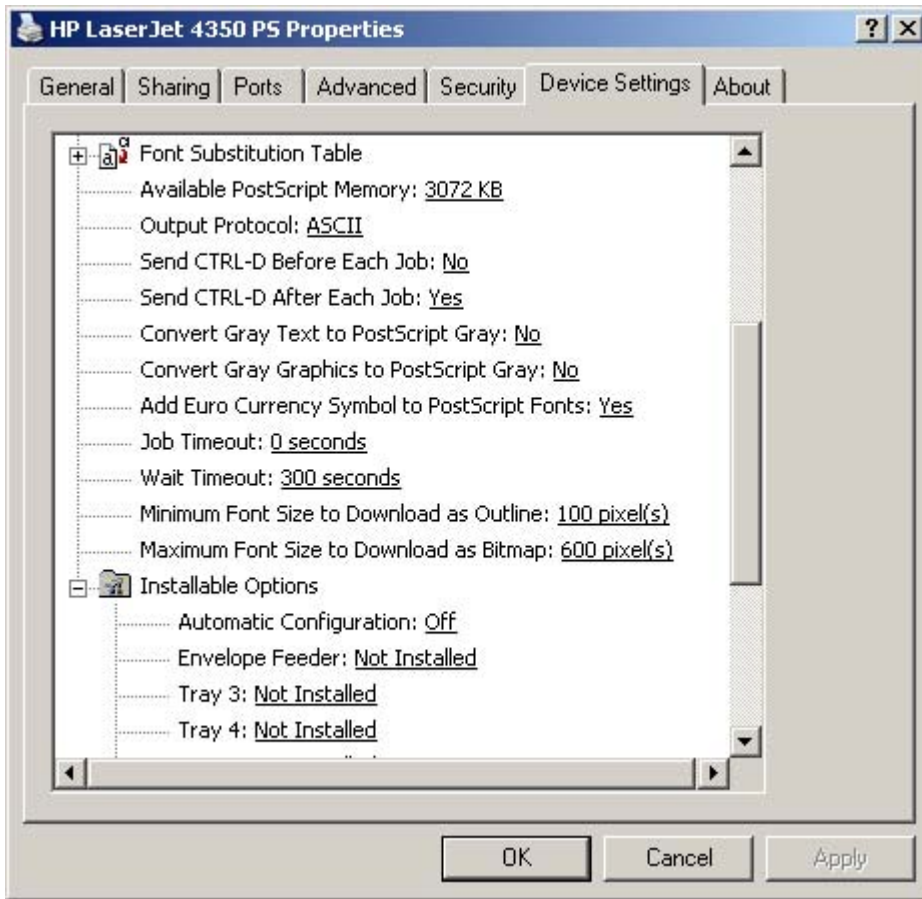 HP LaserJet 4350 PS Properties
General Sharing Ports Advanced Security Device Settings About
Font Substitution Table
Available PostScript Memory: 3072 KB
Output Protocol: ASCII
Send CTRL-D Before Each Job: No
Send CTRL-D After Each Job: Yes
Convert Gray Text to PostScript Gray: No
Convert Gray Graphics to PostScript Gray: No
Add Euro Currency Symbol to PostScript Fonts: Yes
Job Timeout: 0 seconds
Wait Timeout: 300 seconds
Minimum Font Size to Download as Outline: 100 pixel(s)
Maximum Font Size to Download as Bitmap: 600 pixel(s)
Installable Options
Automatic Configuration: Off
Envelope Feeder: Not Installed
Tray 3: Not Installed
Tray 4: Not Installed
OK Cancel Apply